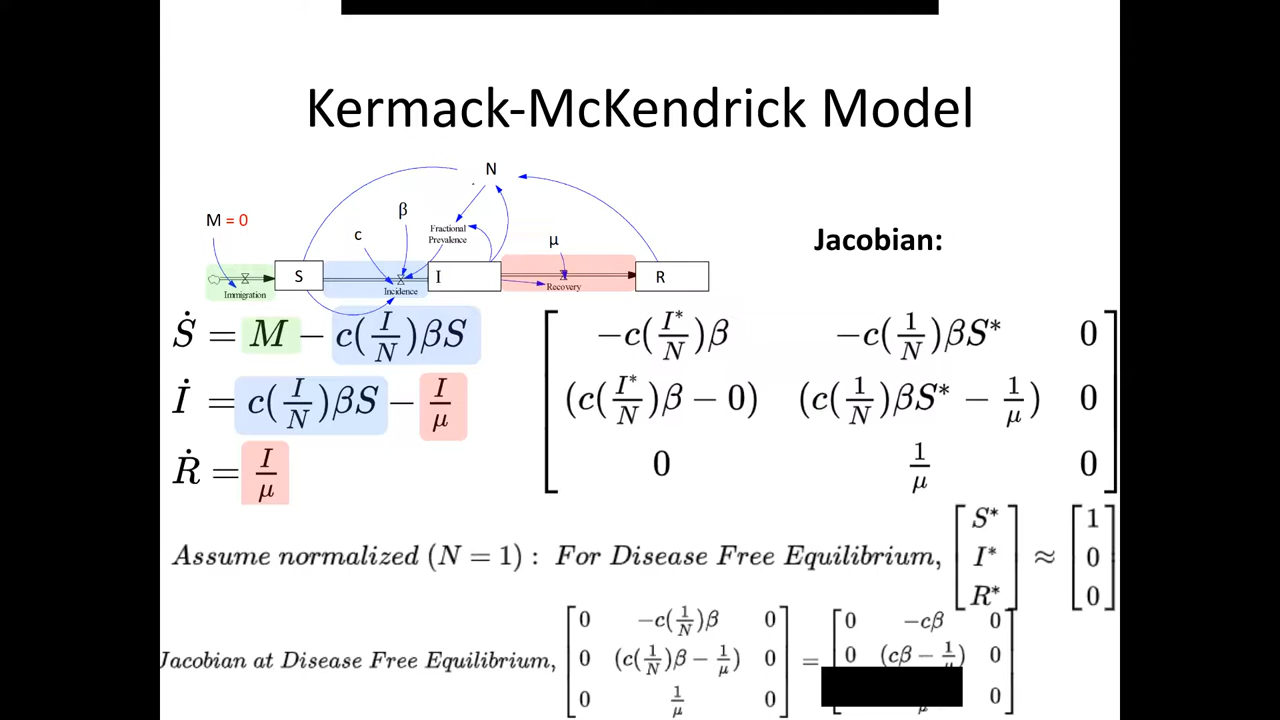 Kermack-McKendrick Model
N
M = 0
β
c
Fractional
Prevalence
μ
S
I
R
Immigration
Incidence
Recovery
Jacobian:
Ṡ = M − c(I/N)βS
İ = c(I/N)βS − I/μ
Ṙ = I/μ
[ −c(I*/N)β −c(1/N)βS* 0
(c(I*/N)β − 0) (c(1/N)βS* − 1/μ) 0
0 1/μ 0 ]
Assume normalized (N = 1) : For Disease Free Equilibrium, [S* I* R*] ≈ [1 0 0]
Jacobian at Disease Free Equilibrium,
[ 0 −c(1/N)β 0
0 (c(1/N)β − 1/μ) 0
0 1/μ 0 ]
= [ 0 −cβ 0
0 (cβ − 1/μ) 0
μ 0 ]